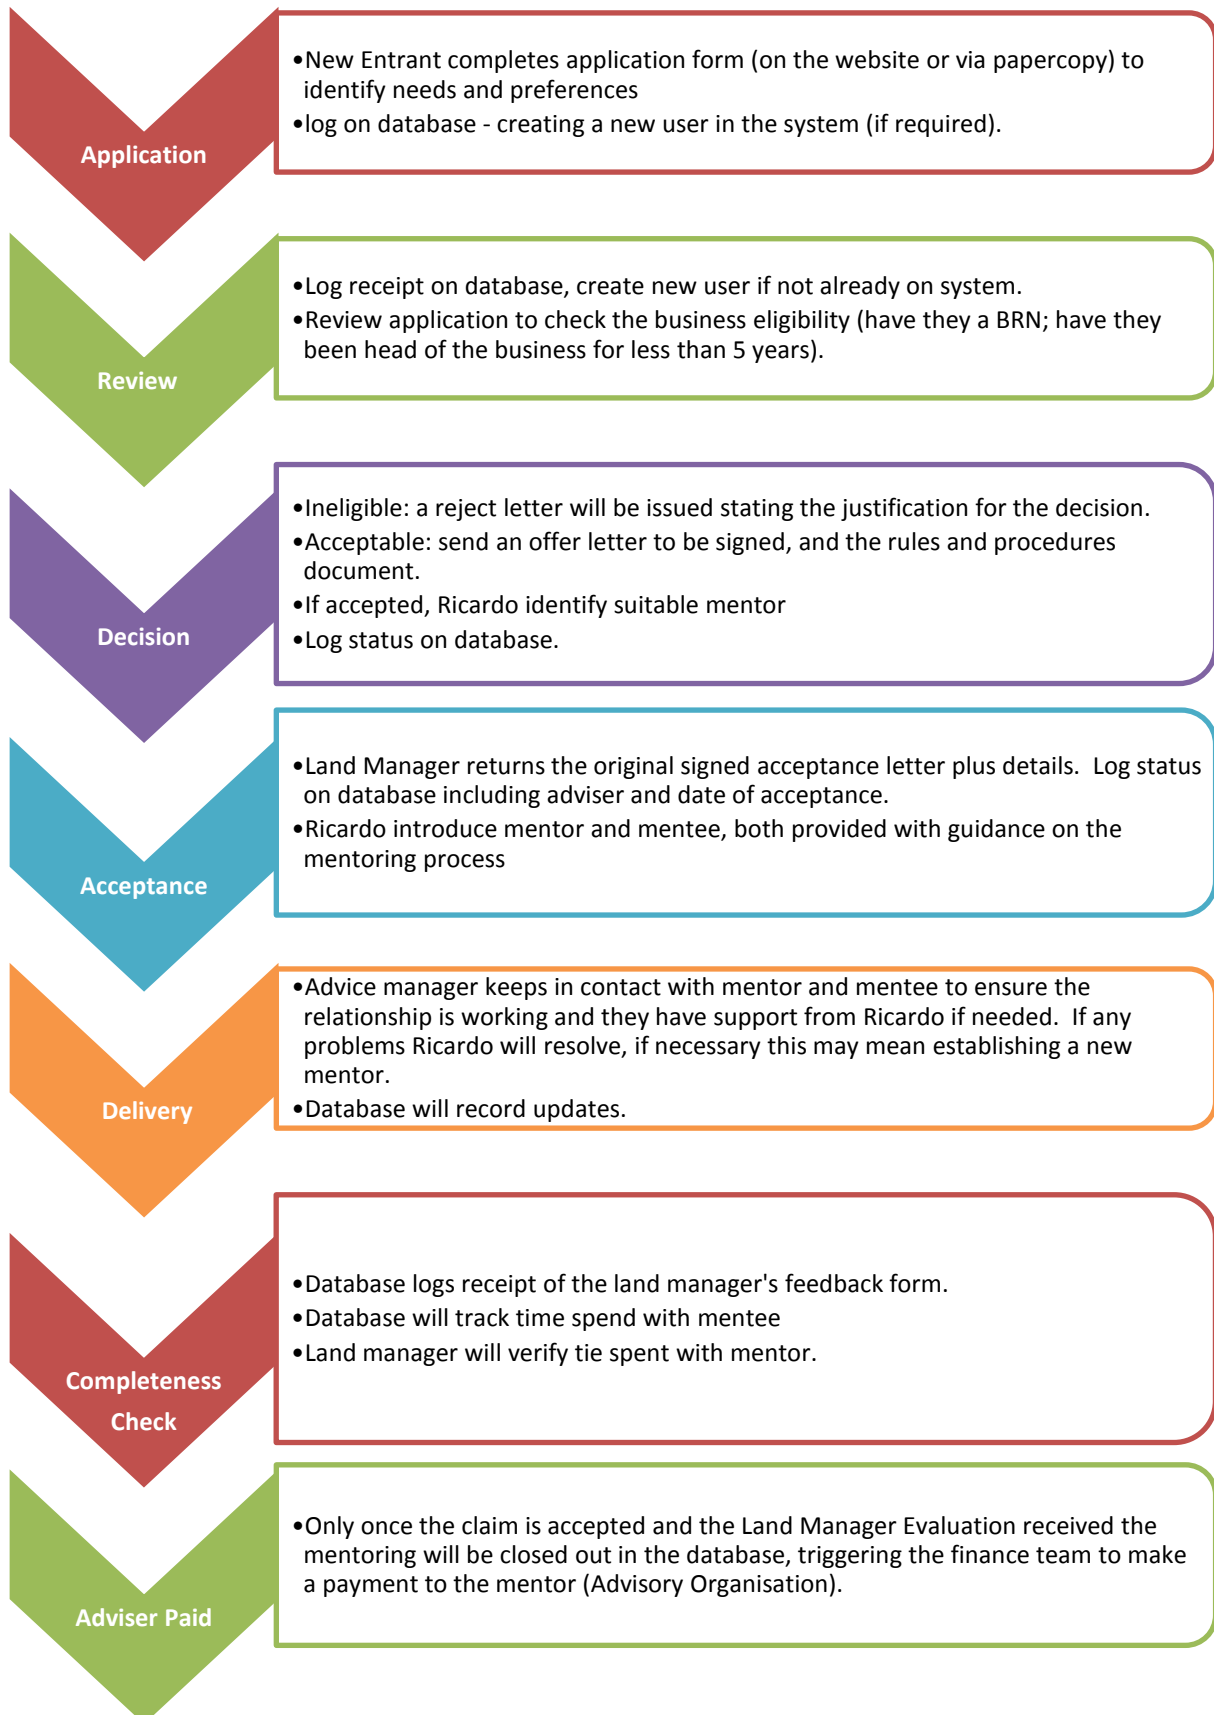 Application
•New Entrant completes application form (on the website or via papercopy) to
identify needs and preferences
•log on database - creating a new user in the system (if required).
Review
•Log receipt on database, create new user if not already on system.
•Review application to check the business eligibility (have they a BRN; have they
been head of the business for less than 5 years).
Decision
•Ineligible: a reject letter will be issued stating the justification for the decision.
•Acceptable: send an offer letter to be signed, and the rules and procedures
document.
•If accepted, Ricardo identify suitable mentor
•Log status on database.
Acceptance
•Land Manager returns the original signed acceptance letter plus details.  Log status
on database including adviser and date of acceptance.
•Ricardo introduce mentor and mentee, both provided with guidance on the
mentoring process
Delivery
•Advice manager keeps in contact with mentor and mentee to ensure the
relationship is working and they have support from Ricardo if needed.  If any
problems Ricardo will resolve, if necessary this may mean establishing a new
mentor.
•Database will record updates.
Completeness
Check
•Database logs receipt of the land manager's feedback form.
•Database will track time spend with mentee
•Land manager will verify tie spent with mentor.
Adviser Paid
•Only once the claim is accepted and the Land Manager Evaluation received the
mentoring will be closed out in the database, triggering the finance team to make
a payment to the mentor (Advisory Organisation).